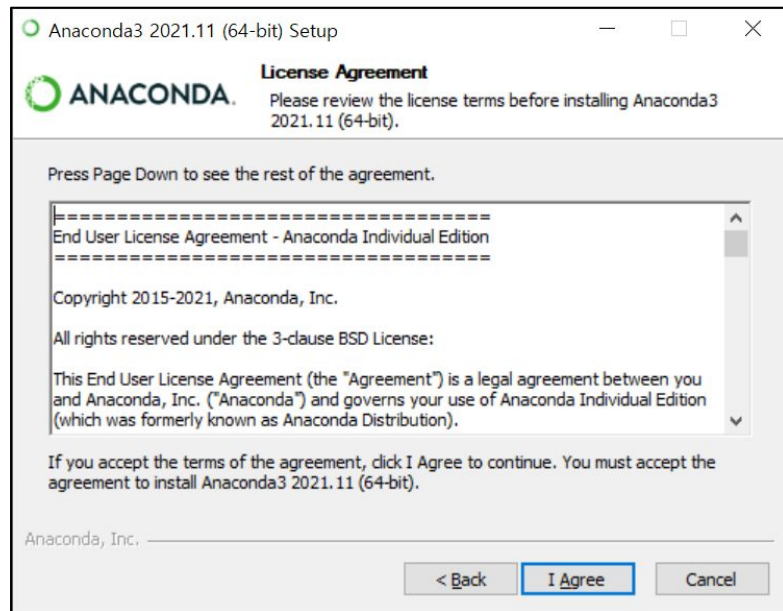 Anaconda3 2021.11 (64-bit) Setup
ANACONDA.
License Agreement
Please review the license terms before installing Anaconda3
2021.11 (64-bit).
Press Page Down to see the rest of the agreement.
===================================
End User License Agreement - Anaconda Individual Edition
===================================
Copyright 2015-2021, Anaconda, Inc.
All rights reserved under the 3-clause BSD License:
This End User License Agreement (the "Agreement") is a legal agreement between you
and Anaconda, Inc. ("Anaconda") and governs your use of Anaconda Individual Edition
(which was formerly known as Anaconda Distribution).
If you accept the terms of the agreement, click I Agree to continue. You must accept the
agreement to install Anaconda3 2021.11 (64-bit).
Anaconda, Inc.
< Back
I Agree
Cancel